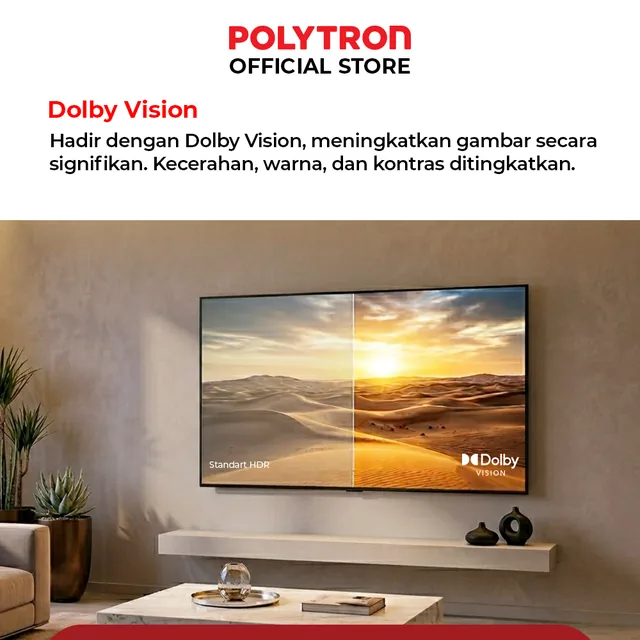 POLYTRON
OFFICIAL STORE
Dolby Vision
Hadir dengan Dolby Vision, meningkatkan gambar secara
signifikan. Kecerahan, warna, dan kontras ditingkatkan.
Standart HDR
Dolby
VISION